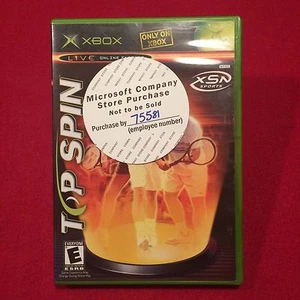 XBOX
ONLY ON
XBOX
LIVE ONLINE
XSN
SPORTS
Microsoft Company
Store Purchase
Not to be Sold
Purchase by 75581
(employee number)
TOP SPIN
EVERYONE
E
ESRB